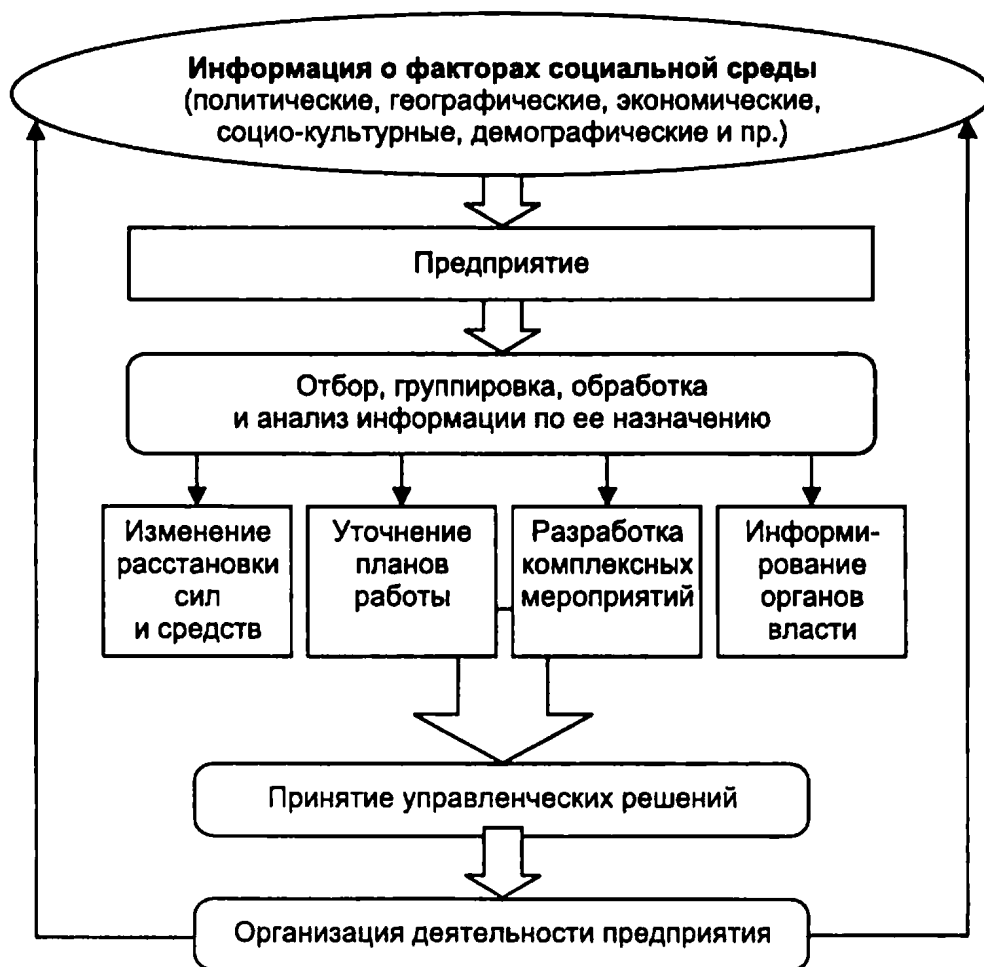 Информация о факторах социальной среды
(политические, географические, экономические,
социо-культурные, демографические и пр.)
Предприятие
Отбор, группировка, обработка
и анализ информации по ее назначению
Изменение
расстановки
сил
и средств
Уточнение
планов
работы
Разработка
комплексных
мероприятий
Информи-
рование
органов
власти
Принятие управленческих решений
Организация деятельности предприятия